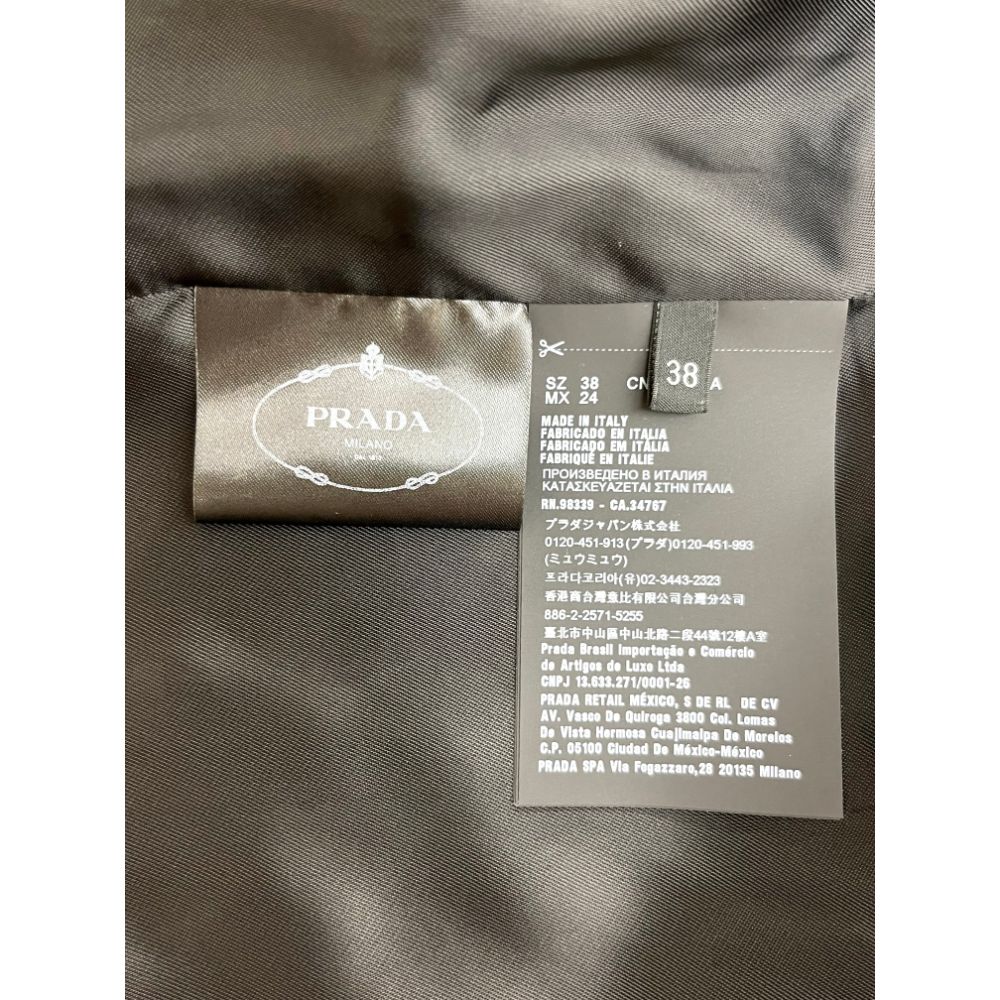 PRADA
MILANO
38
SZ 38 CN
A
MX 24
MADE IN ITALY
FABRICADO EN ITALIA
FABRICADO EM ITÁLIA
FABRIQUÉ EN ITALIE
ПРОИЗВЕДЕНО В ИТАЛИЯ
ΚΑΤΑΣΚΕΥΑΖΕΤΑΙ ΣΤΗΝ ΙΤΑΛΙΑ
RN.98339 - CA.34767
プラダジャパン株式会社
0120-451-913(プラダ)0120-451-993
(ミュウミュウ)
프라다코리아(유)02-3443-2323
香港商台灣意比有限公司台灣分公司
886-2-2571-5255
臺北市中山區中山北路二段44號12樓A室
Prada Brasil Importação e Comércio
de Artigos de Luxo Ltda
CNPJ 13.633.271/0001-26
PRADA RETAIL MÉXICO, S DE RL DE CV
AV. Vasco De Quiroga 3800 Col. Lomas
De Vista Hermosa Cuajimalpa De Morelos
C.P. 05100 Ciudad De México-México
PRADA SPA Via Fogazzaro,28 20135 Milano